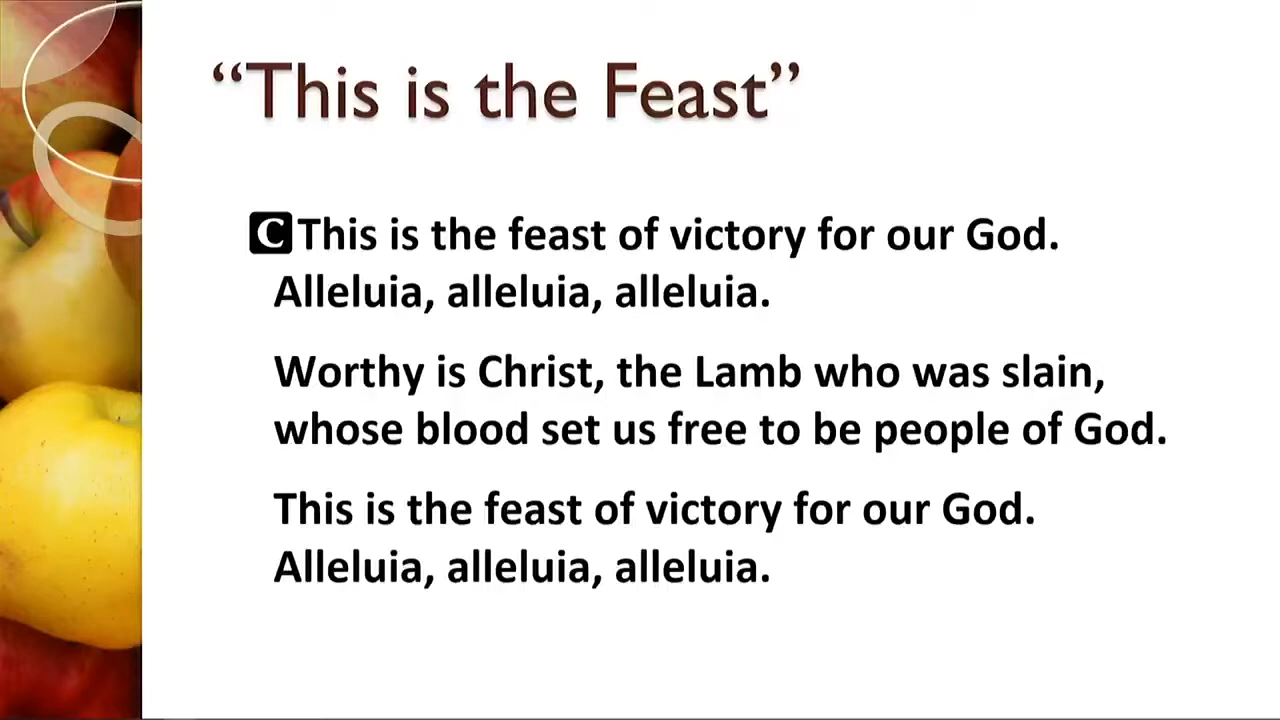 “This is the Feast”
C This is the feast of victory for our God.
Alleluia, alleluia, alleluia.
Worthy is Christ, the Lamb who was slain,
whose blood set us free to be people of God.
This is the feast of victory for our God.
Alleluia, alleluia, alleluia.